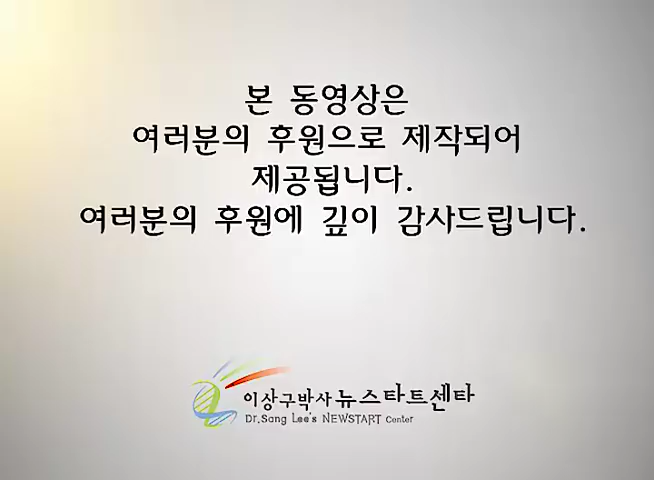 본 동영상은
여러분의 후원으로 제작되어
제공됩니다.
여러분의 후원에 깊이 감사드립니다.
이상구박사 뉴스타트센타
Dr.Sang Lee's NEWSTART Center